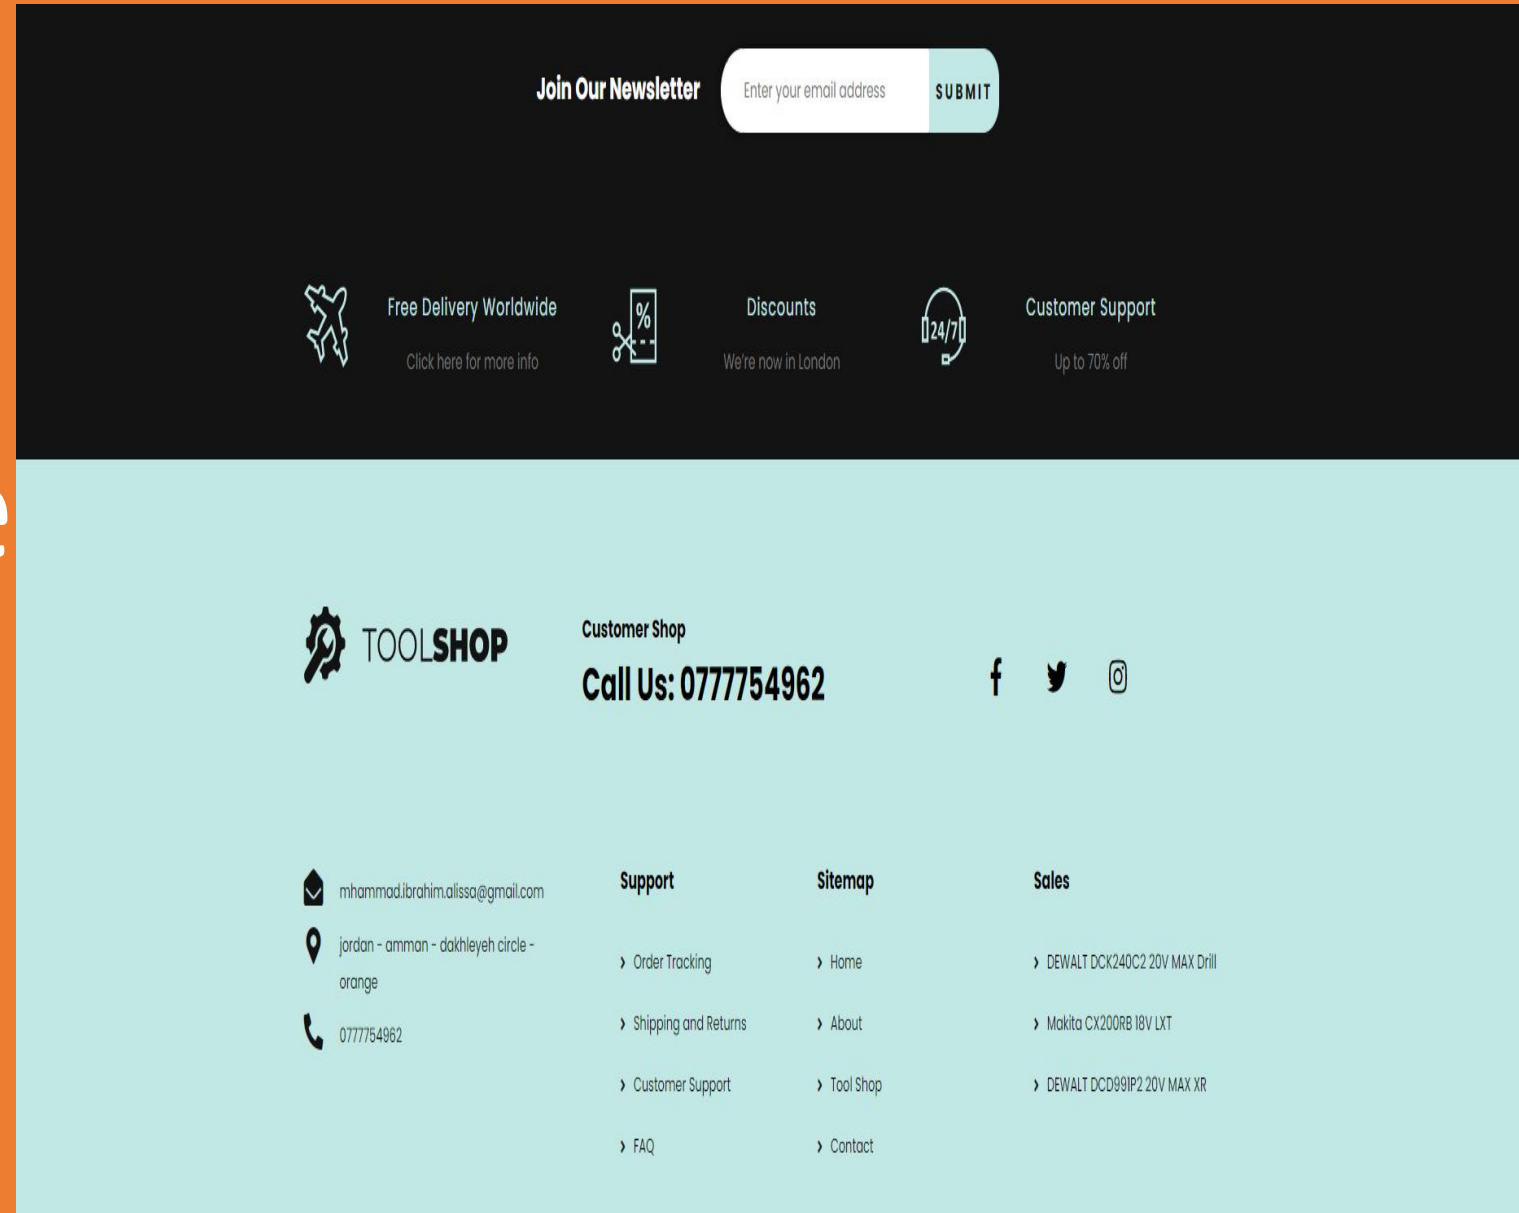 Join Our Newsletter
Enter your email address
SUBMIT
Free Delivery Worldwide
Click here for more info
%
Discounts
We're now in London
24/7
Customer Support
Up to 70% off
e
TOOLSHOP
Customer Shop
Call Us: 0777754962
mhammad.ibrahim.alissa@gmail.com
jordan - amman - dakhleyeh circle -
orange
0777754962
Support
› Order Tracking
› Shipping and Returns
› Customer Support
› FAQ
Sitemap
› Home
› About
› Tool Shop
› Contact
Sales
› DEWALT DCK240C2 20V MAX Drill
› Makita CX200RB 18V LXT
› DEWALT DCD991P2 20V MAX XR